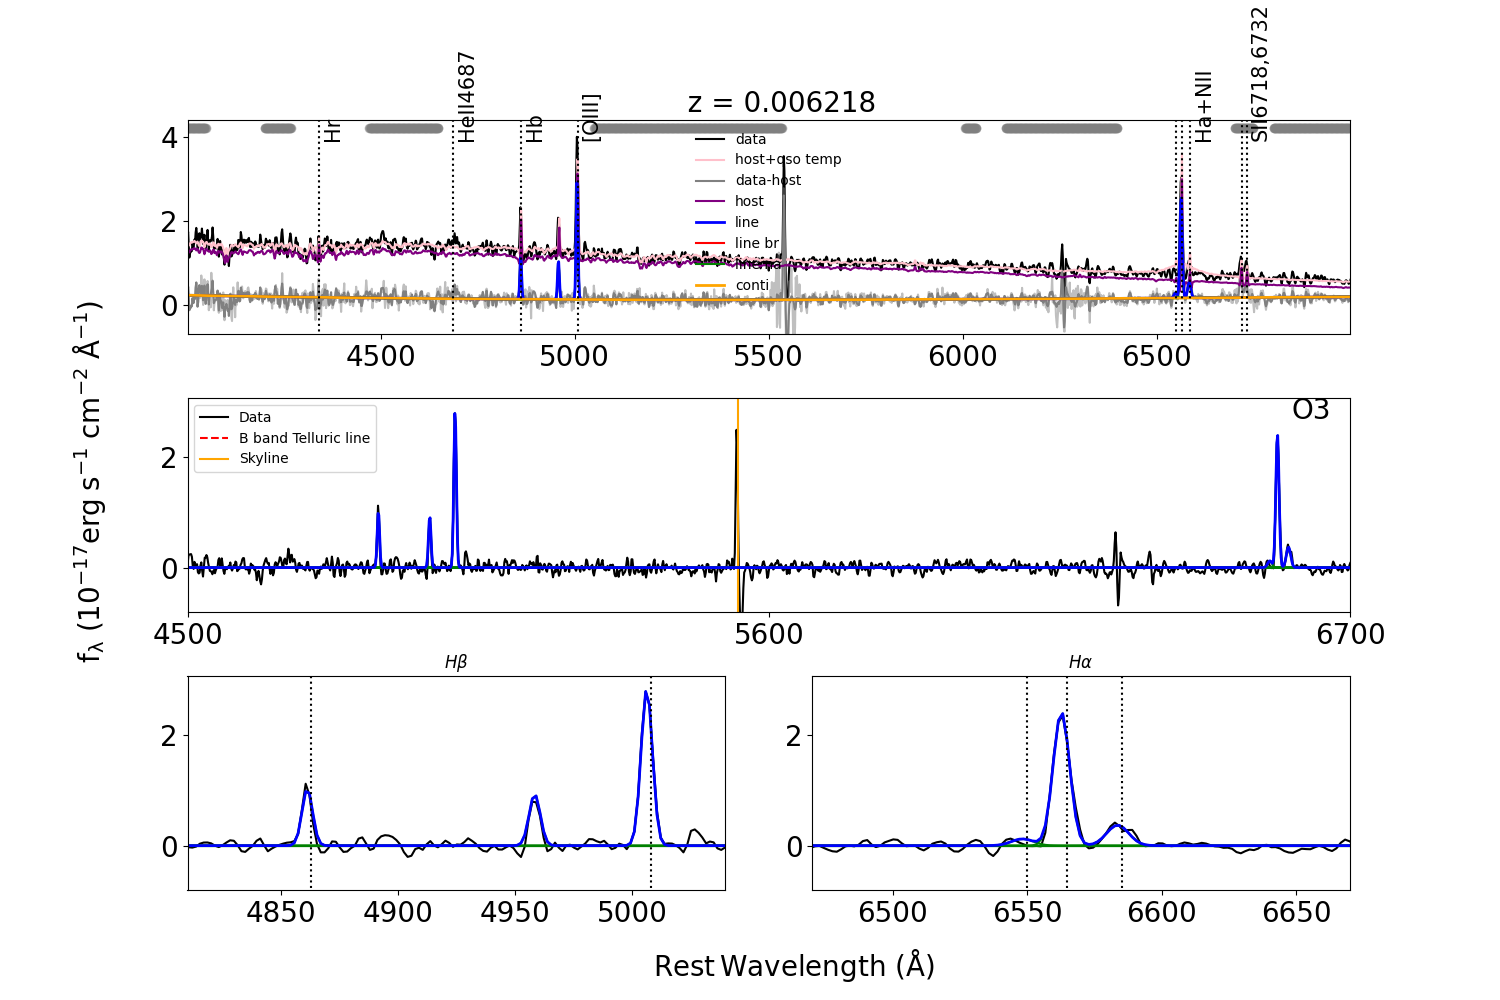 z = 0.006218
Hr
HeII4687
Hb
[OIII]
Ha+NII
SII6718,6732
data
host+qso temp
data-host
host
line
line br
conti
4
2
0
4500 5000 5500 6000 6500
O3
Data
B band Telluric line
Skyline
2
0
4500 5600 6700
fλ (10−17erg s−1 cm−2 Å−1)
Hβ
2
0
4850 4900 4950 5000
Hα
2
0
6500 6550 6600 6650
Rest Wavelength (Å)